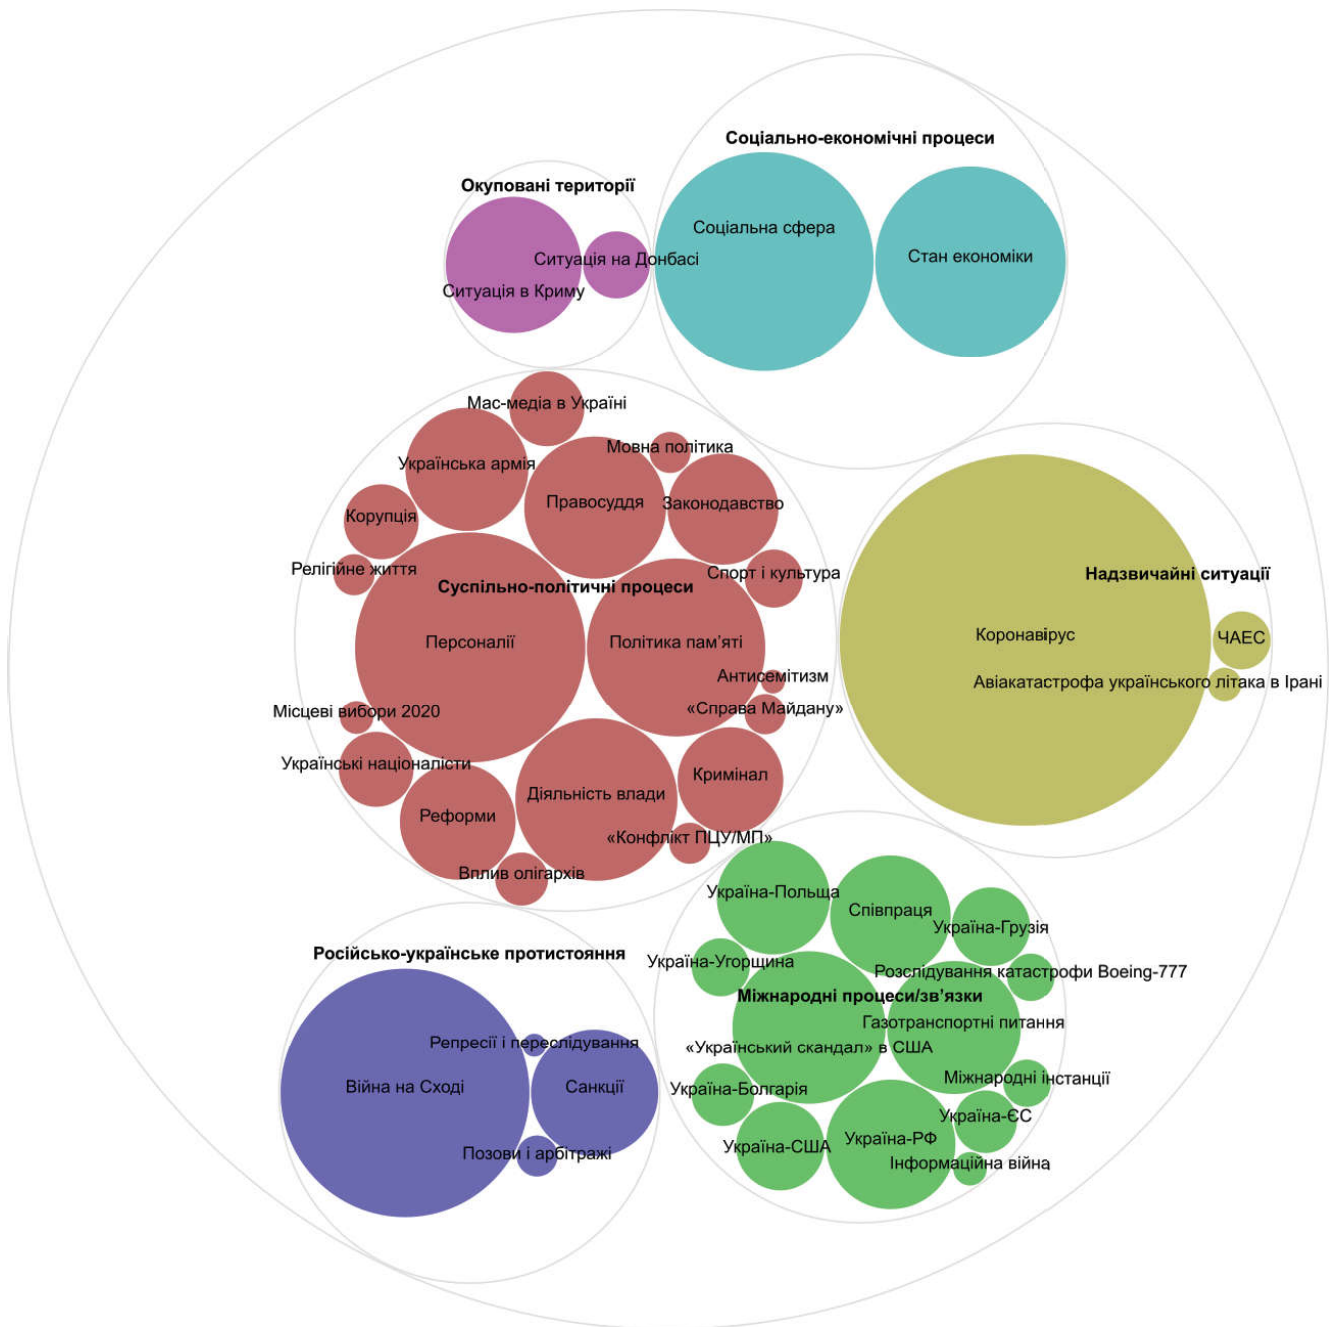 Соціально-економічні процеси
Соціальна сфера
Стан економіки
Окуповані території
Ситуація на Донбасі
Ситуація в Криму
Мас-медіа в Україні
Мовна політика
Українська армія
Правосуддя
Законодавство
Корупція
Релігійне життя
Спорт і культура
Суспільно-політичні процеси
Персоналії
Політика пам’яті
Антисемітизм
«Справа Майдану»
Місцеві вибори 2020
Українські націоналісти
Кримінал
Діяльність влади
Реформи
«Конфлікт ПЦУ/МП»
Вплив олігархів
Надзвичайні ситуації
Коронавірус
ЧАЕС
Авіакатастрофа українського літака в Ірані
Російсько-українське протистояння
Репресії і переслідування
Війна на Сході
Санкції
Позови і арбітражі
Україна-Польща
Співпраця
Україна-Грузія
Україна-Угорщина
Розслідування катастрофи Boeing-777
Міжнародні процеси/зв’язки
Газотранспортні питання
«Український скандал» в США
Міжнародні інстанції
Україна-Болгарія
Україна-ЄС
Україна-США
Україна-РФ
Інформаційна війна